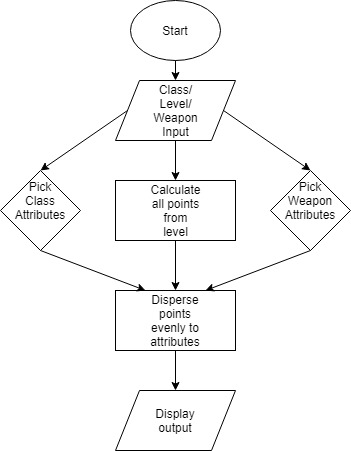 Start
Class/
Level/
Weapon
Input
Pick
Class
Attributes
Calculate
all points
from
level
Pick
Weapon
Attributes
Disperse
points
evenly to
attributes
Display
output